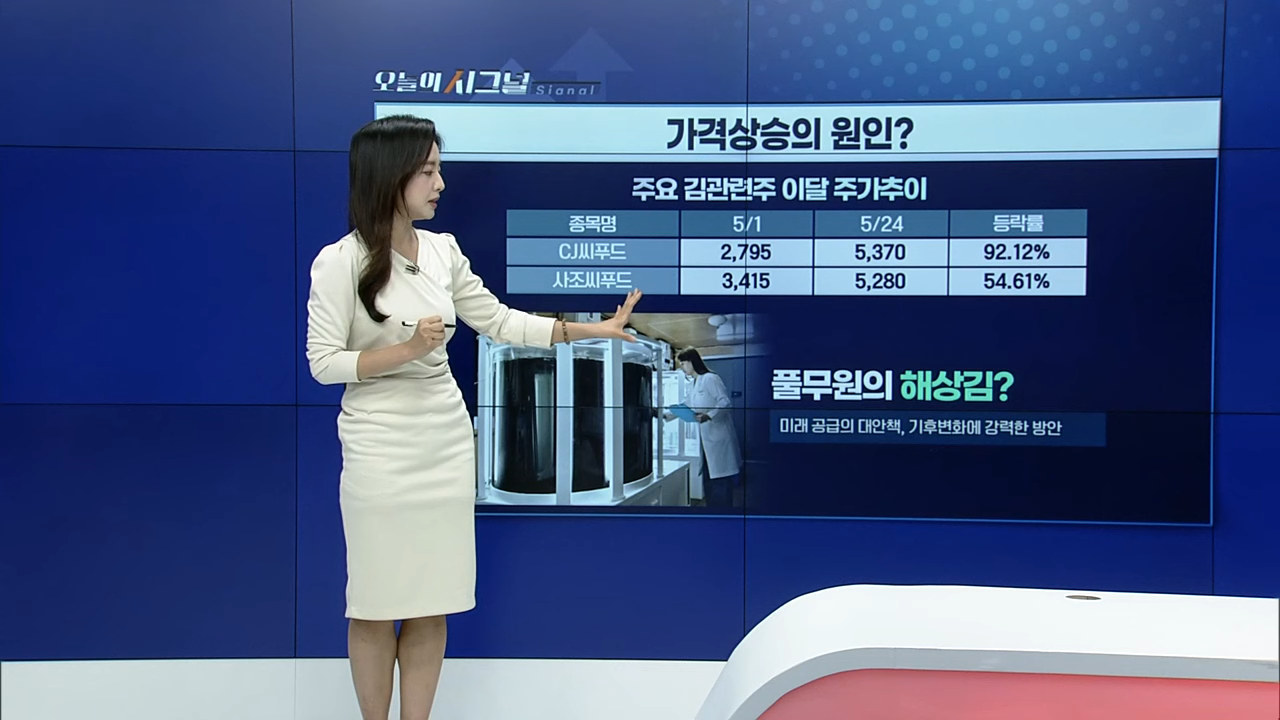 오늘의 시그널
Signal
가격상승의 원인?
주요 김관련주 이달 주가추이
종목명 5/1 5/24 등락률
CJ씨푸드 2,795 5,370 92.12%
사조씨푸드 3,415 5,280 54.61%
풀무원의 해상김?
미래 공급의 대안책, 기후변화에 강력한 방안